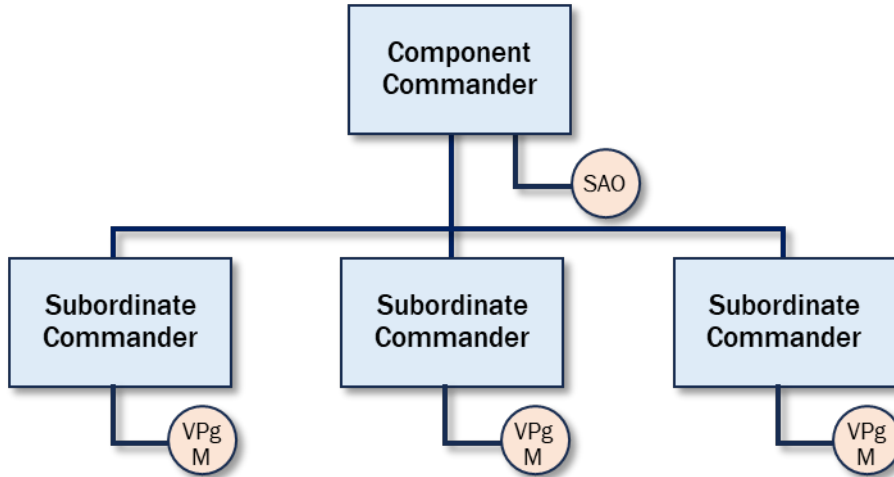 Component
Commander
SAO
Subordinate
Commander
Subordinate
Commander
Subordinate
Commander
VPg
M
VPg
M
VPg
M